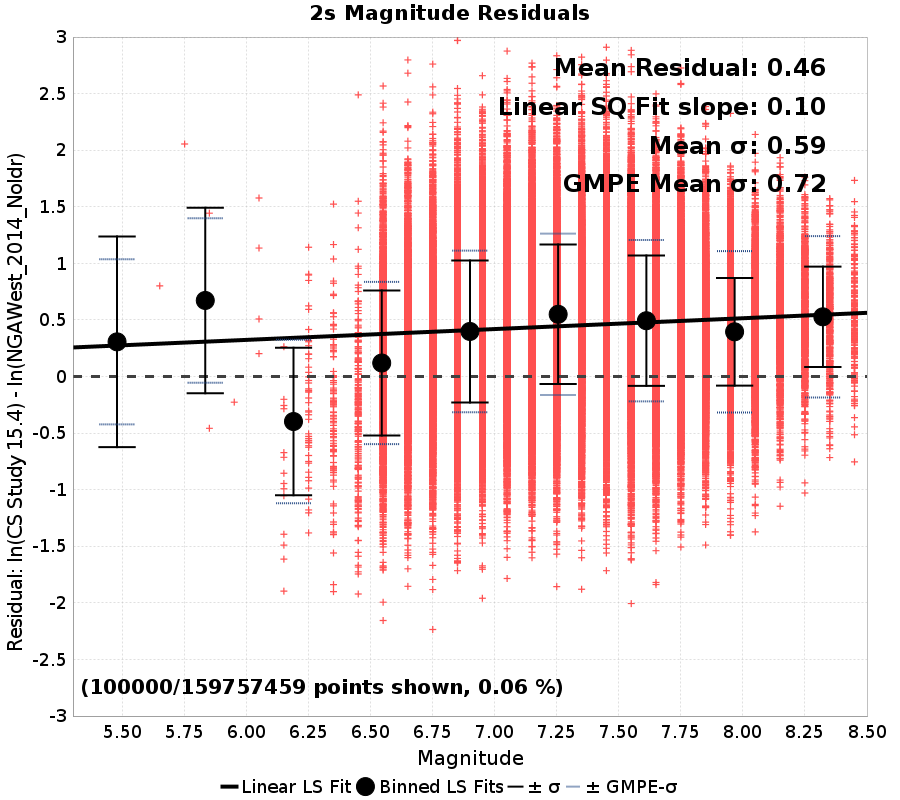 2s Magnitude Residuals
Residual: ln(CS Study 15.4) - ln(NGAWest_2014_NoIdr)
3
2.5
2
1.5
1
0.5
0
-0.5
-1
-1.5
-2
-2.5
-3
Mean Residual: 0.46
Linear SQ Fit slope: 0.10
Mean σ: 0.59
GMPE Mean σ: 0.72
(100000/159757459 points shown, 0.06 %)
5.50 5.75 6.00 6.25 6.50 6.75 7.00 7.25 7.50 7.75 8.00 8.25 8.50
Magnitude
Linear LS Fit Binned LS Fits ± σ ± GMPE-σ